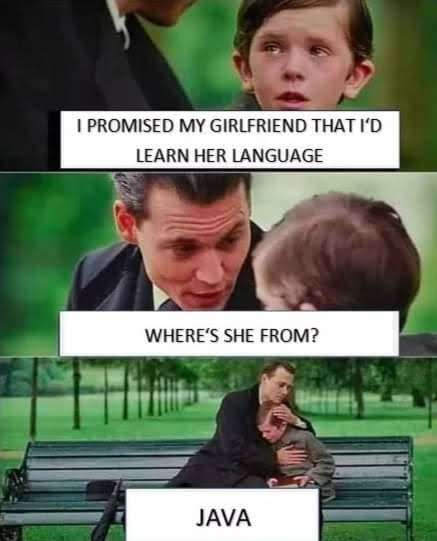 I PROMISED MY GIRLFRIEND THAT I'D
LEARN HER LANGUAGE
WHERE'S SHE FROM?
JAVA